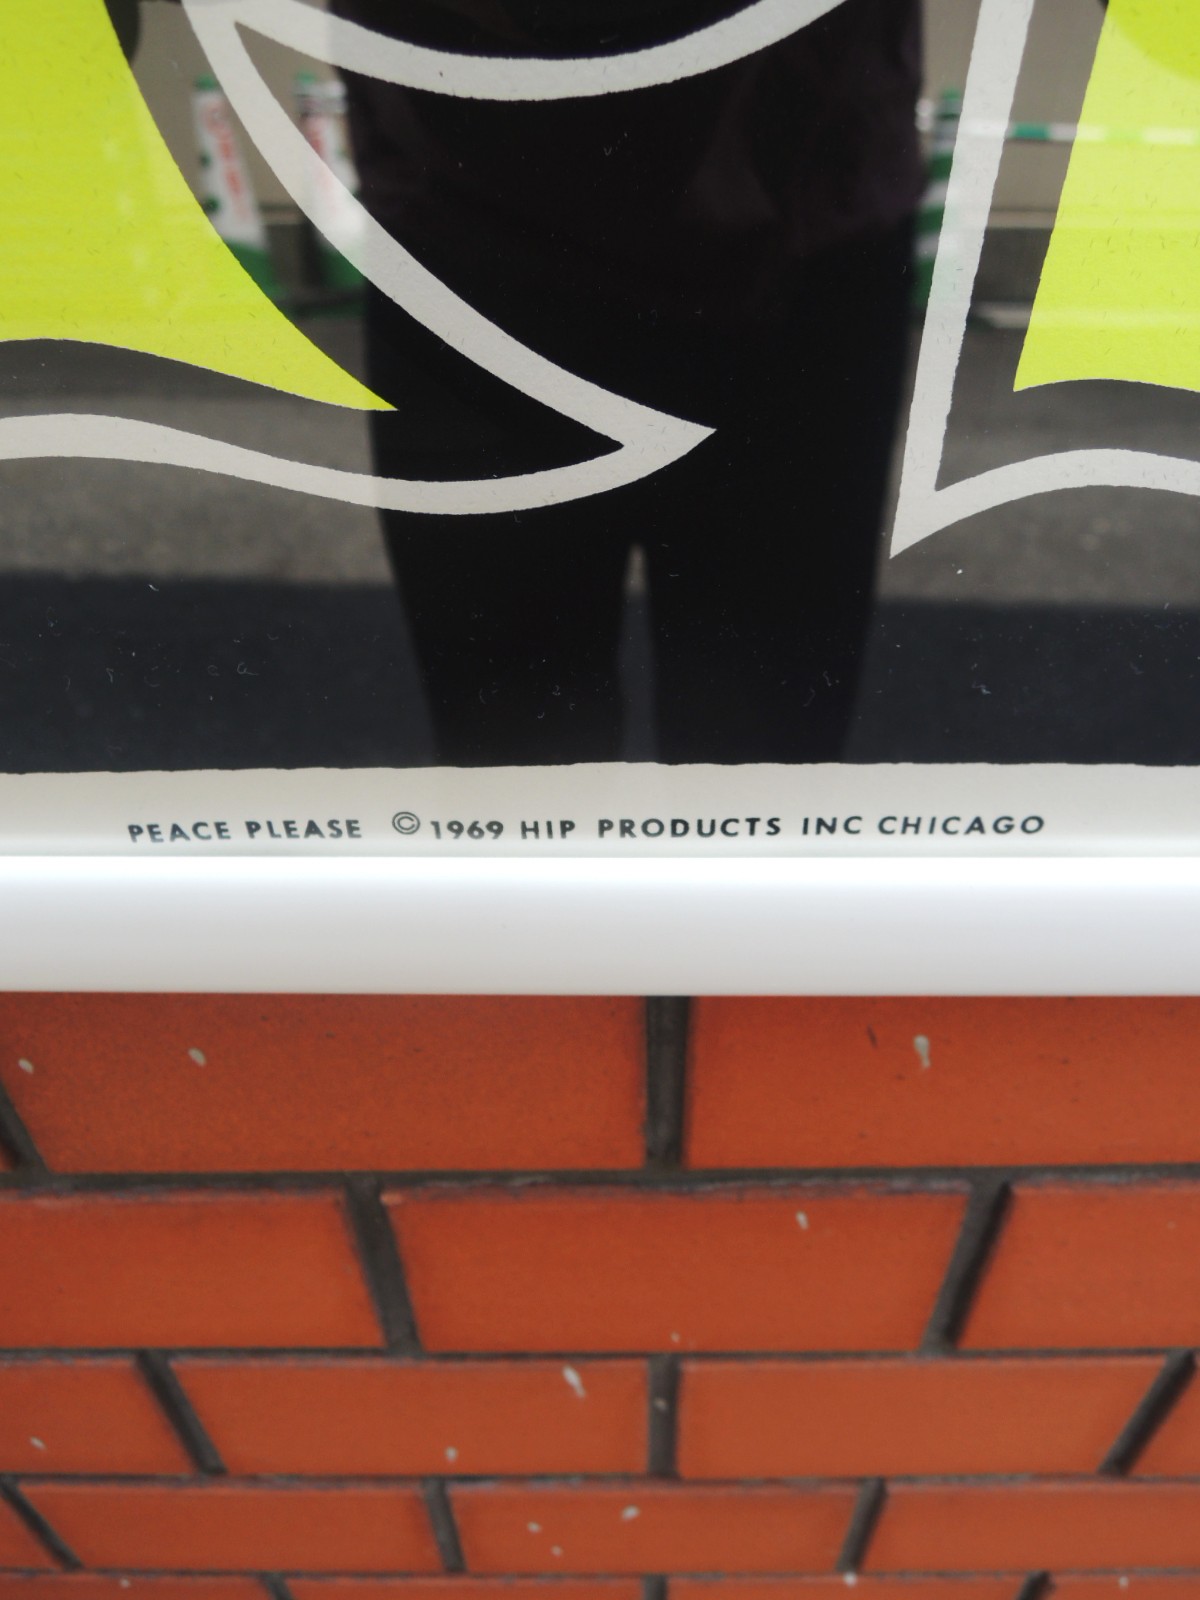 PEACE PLEASE © 1969 HIP PRODUCTS INC CHICAGO